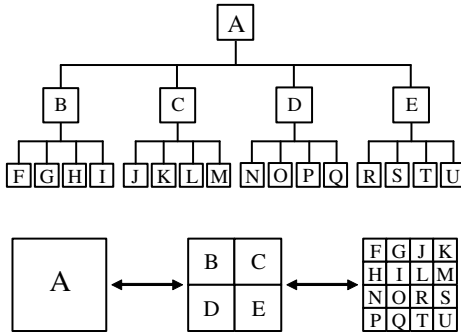 A
B C D E
F G H I J K L M N O P Q R S T U
A
B C
D E
F G J K
H I L M
N O R S
P Q T U